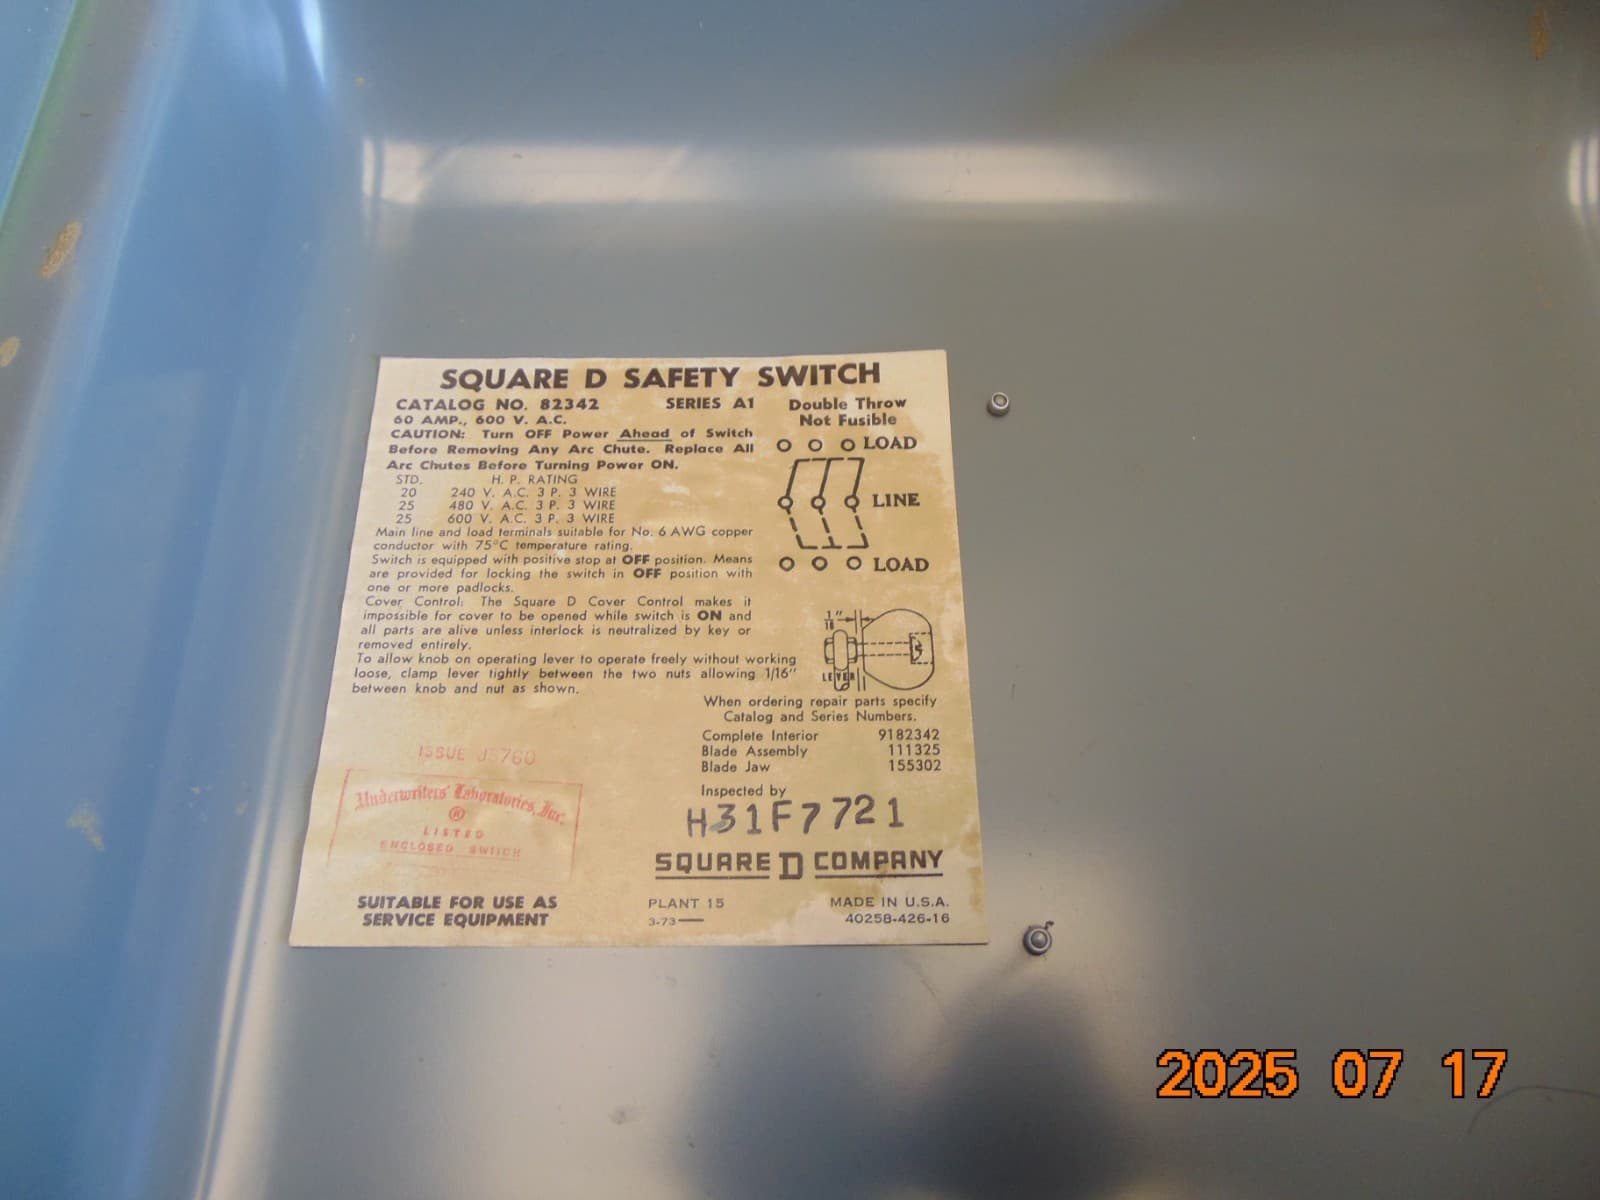 SQUARE D SAFETY SWITCH
CATALOG NO. 82342 SERIES A1
60 AMP., 600 V. A.C.
CAUTION: Turn OFF Power Ahead of Switch
Before Removing Any Arc Chute. Replace All
Arc Chutes Before Turning Power ON.
STD. H. P. RATING
20 240 V. A.C. 3 P. 3 WIRE
25 480 V. A.C. 3 P. 3 WIRE
25 600 V. A.C. 3 P. 3 WIRE
Main line and load terminals suitable for No. 6 AWG copper
conductor with 75°C temperature rating.
Switch is equipped with positive stop at OFF position. Means
are provided for locking the switch in OFF position with
one or more padlocks.
Cover Control: The Square D Cover Control makes it
impossible for cover to be opened while switch is ON and
all parts are alive unless interlock is neutralized by key or
removed entirely.
To allow knob on operating lever to operate freely without working
loose, clamp lever tightly between the two nuts allowing 1/16"
between knob and nut as shown.
Double Throw
Not Fusible
LOAD
LINE
LOAD
1"
16
LEVER
When ordering repair parts specify
Catalog and Series Numbers.
Complete Interior 9182342
Blade Assembly 111325
Blade Jaw 155302
Inspected by
H31F7721
SQUARE D COMPANY
ISSUE
Underwriters' Laboratories, Inc.
®
LISTED
ENCLOSED SWITCH
SUITABLE FOR USE AS
SERVICE EQUIPMENT
PLANT 15
3-73
MADE IN U.S.A.
40258-426-16
2025 07 17